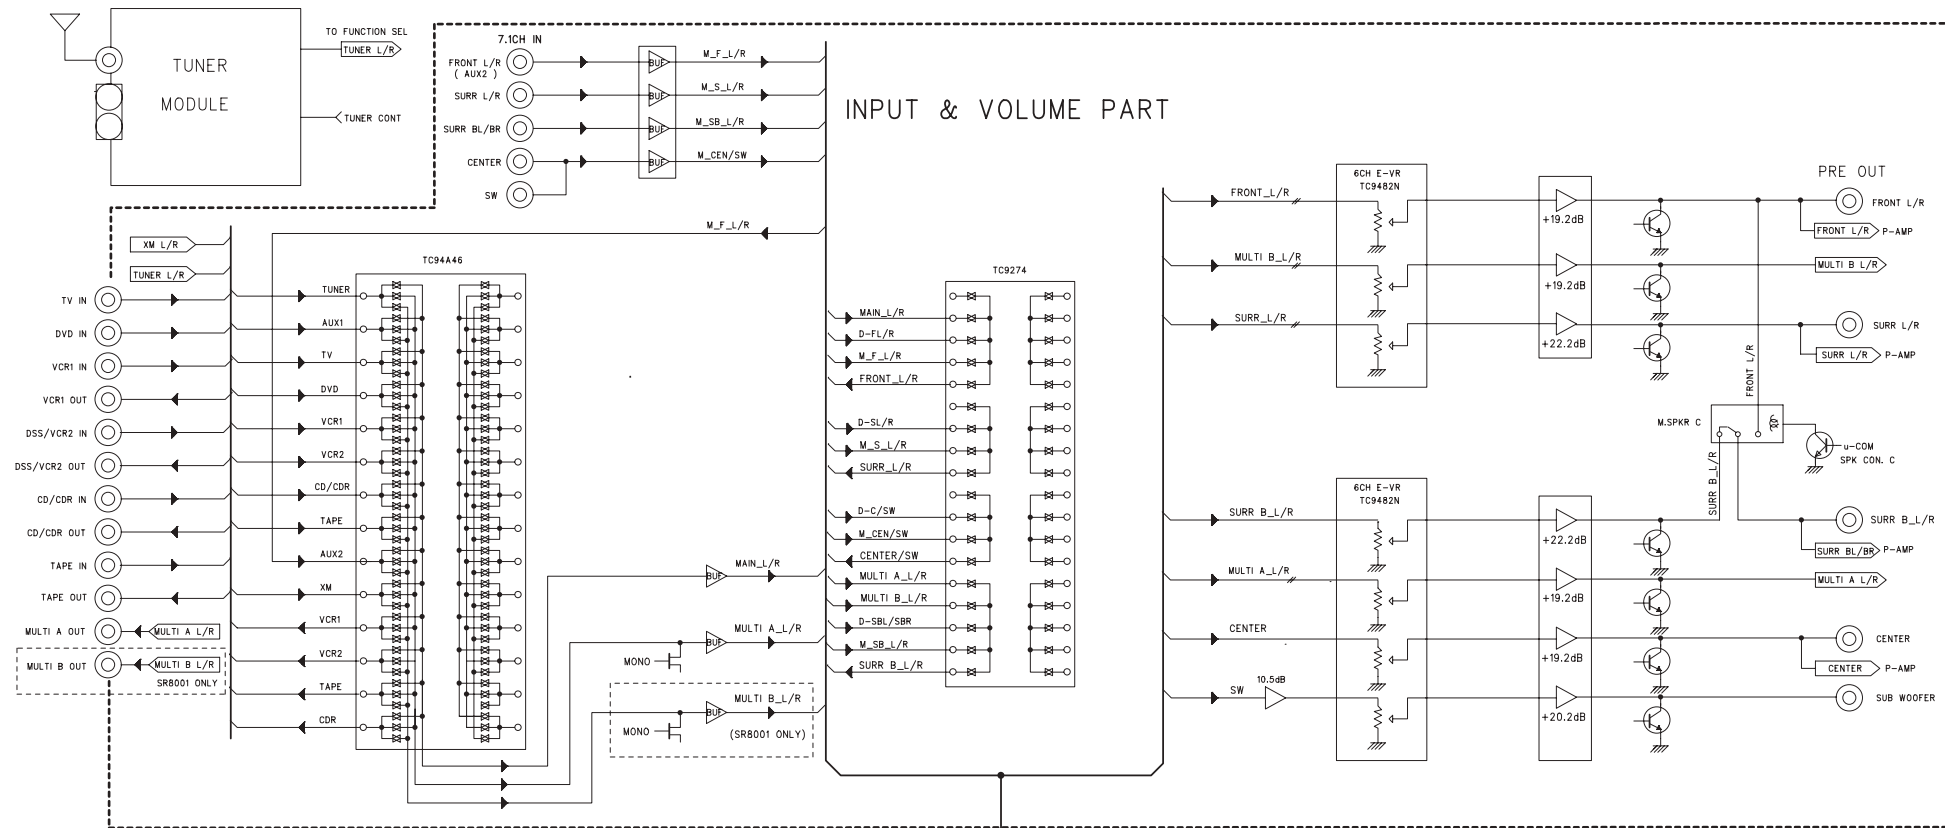 TUNER
MODULE
TO FUNCTION SEL
TUNER L/R
TUNER CONT
7.1CH IN
FRONT L/R
( AUX2 )
SURR L/R
SURR BL/BR
CENTER
SW
BUF
BUF
BUF
BUF
M_F_L/R
M_S_L/R
M_SB_L/R
M_CEN/SW
M_F_L/R
INPUT & VOLUME PART
XM L/R
TUNER L/R
TV IN
DVD IN
VCR1 IN
VCR1 OUT
DSS/VCR2 IN
DSS/VCR2 OUT
CD/CDR IN
CD/CDR OUT
TAPE IN
TAPE OUT
MULTI A OUT
MULTI A L/R
MULTI B OUT
MULTI B L/R
SR8001 ONLY
TC94A46
TUNER
AUX1
TV
DVD
VCR1
VCR2
CD/CDR
TAPE
AUX2
XM
VCR1
VCR2
TAPE
CDR
BUF
MAIN_L/R
MONO
BUF
MULTI A_L/R
MONO
BUF
MULTI B_L/R
(SR8001 ONLY)
TC9274
MAIN_L/R
D-FL/R
M_F_L/R
FRONT_L/R
D-SL/R
M_S_L/R
SURR_L/R
D-C/SW
M_CEN/SW
CENTER/SW
MULTI A_L/R
MULTI B_L/R
D-SBL/SBR
M_SB_L/R
SURR B_L/R
FRONT_L/R
MULTI B_L/R
SURR_L/R
6CH E-VR
TC9482N
+19.2dB
+19.2dB
+22.2dB
PRE OUT
FRONT L/R
FRONT L/R
P-AMP
MULTI B L/R
SURR L/R
SURR L/R
P-AMP
FRONT L/R
M.SPKR C
u-COM
SPK CON. C
SURR B_L/R
SURR B_L/R
MULTI A_L/R
CENTER
SW
10.5dB
6CH E-VR
TC9482N
+22.2dB
+19.2dB
+19.2dB
+20.2dB
SURR B_L/R
SURR BL/BR
P-AMP
MULTI A L/R
CENTER
CENTER
P-AMP
SUB WOOFER